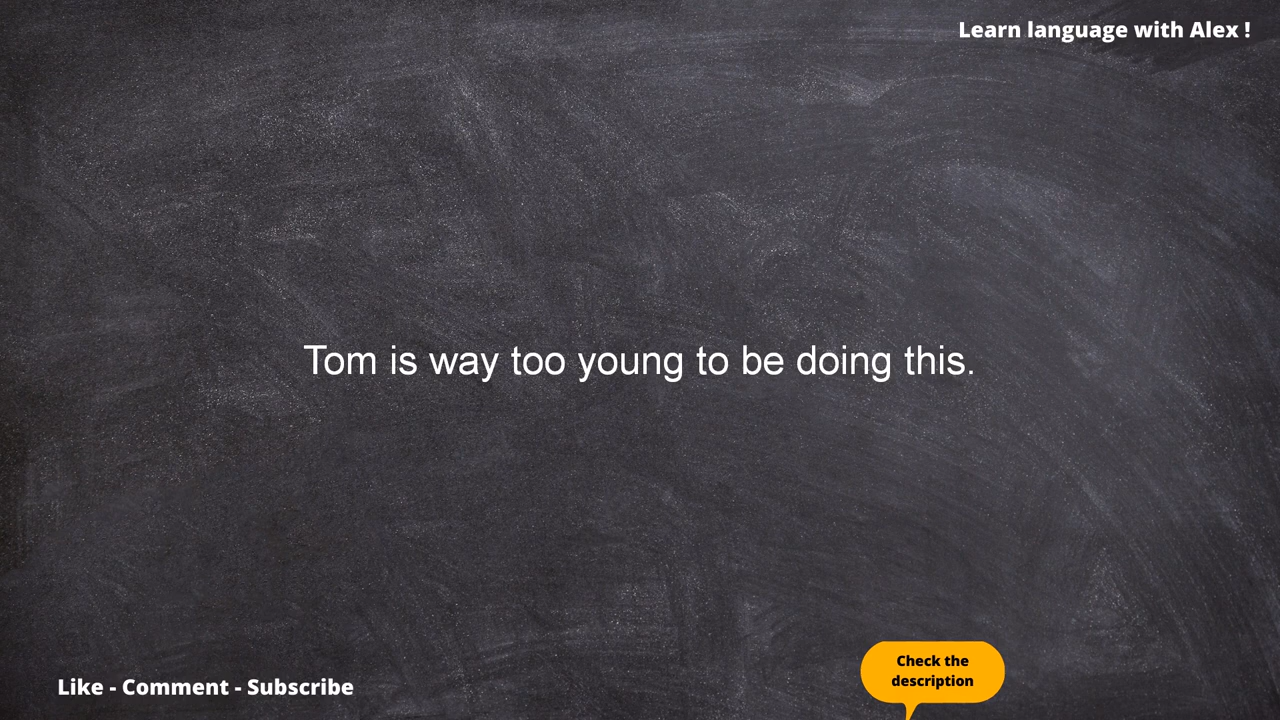 Learn language with Alex !
Tom is way too young to be doing this.
Check the
description
Like - Comment - Subscribe